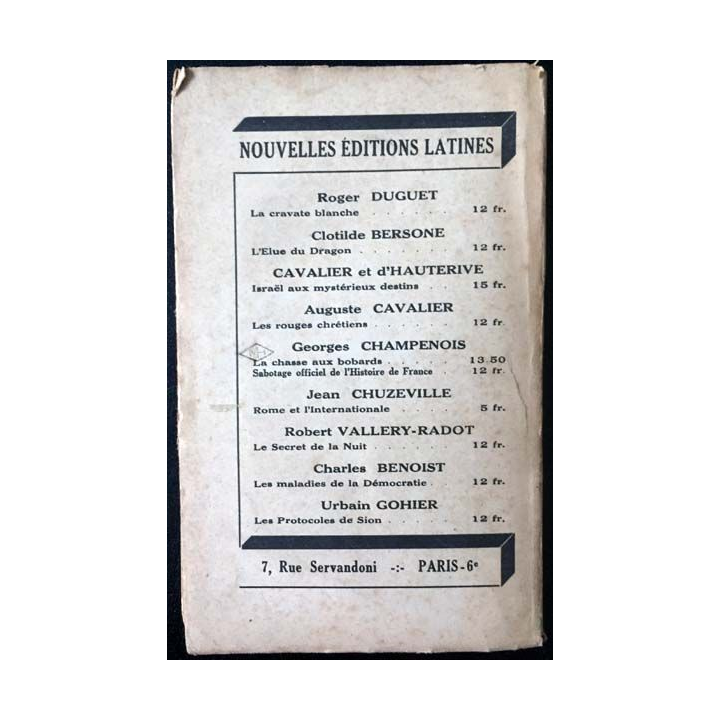 NOUVELLES ÉDITIONS LATINES
Roger DUGUET
La cravate blanche . . . . . . 12 fr.
Clotilde BERSONE
L'Elue du Dragon . . . . . . . 12 fr.
CAVALIER et d'HAUTERIVE
Israël aux mystérieux destins . . 15 fr.
Auguste CAVALIER
Les rouges chrétiens . . . . . 12 fr
Georges CHAMPENOIS
La chasse aux bobards . . . . . 13.50
Sabotage officiel de l'Histoire de France . 12 fr.
Jean CHUZEVILLE
Rome et l'Internationale . . . . 5 fr.
Robert VALLERY-RADOT
Le Secret de la Nuit . . . . . 12 fr.
Charles BENOIST
Les maladies de la Démocratie . 12 fr.
Urbain GOHIER
Les Protocoles de Sion . . . . . 12 fr.
7, Rue Servandoni -:- PARIS-6e